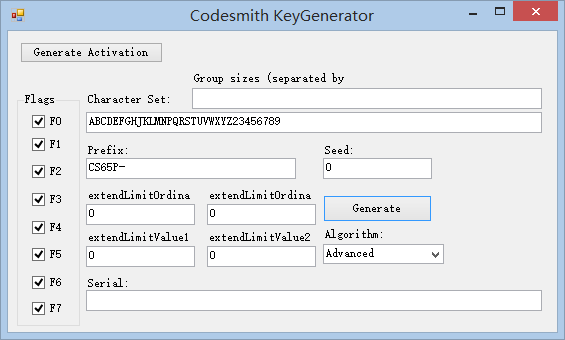 Codesmith KeyGenerator
Generate Activation
Group sizes (separated by
Flags
Character Set:
F0
ABCDEFGHJKLMNPQRSTUVWXYZ23456789
F1
Prefix:
Seed:
F2
CS65P-
0
F3
extendLimitOrdina
extendLimitOrdina
0
0
Generate
F4
extendLimitValue1
extendLimitValue2
Algorithm:
F5
0
0
Advanced
F6
Serial:
F7